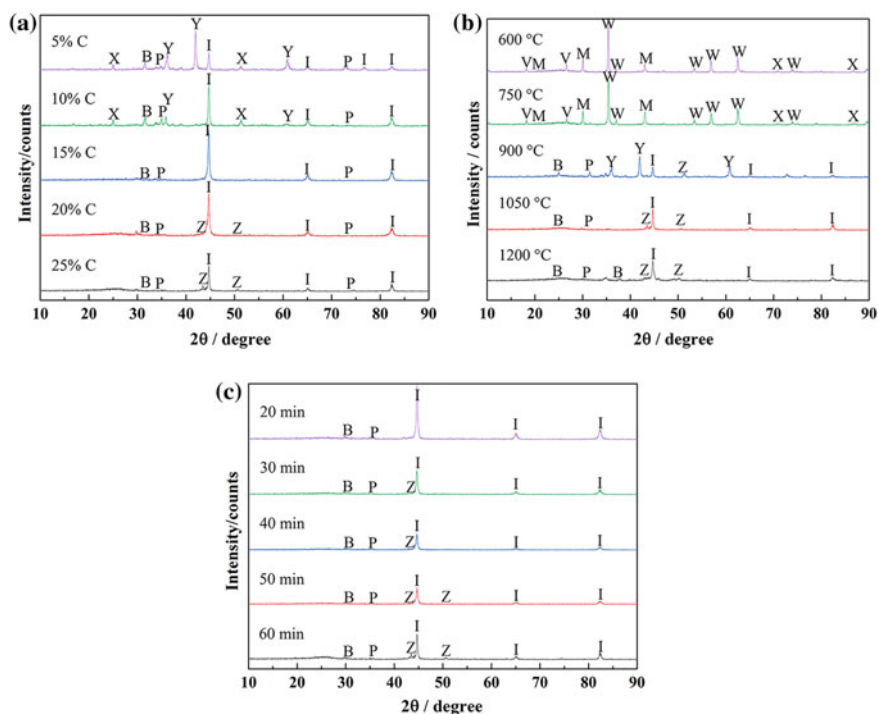 (a)
Intensity/counts
5% C
X B P Y Y I X Y I P I I
10% C
X B P Y I X Y I P I
15% C
B P I I P I
20% C
B P Z I Z I P I
25% C
B P Z I Z I P I
10 20 30 40 50 60 70 80 90
2θ / degree
(b)
Intensity / counts
600 °C
V M V M W W M W W W X W X
750 °C
V M V M W W M W W W X W X
900 °C
B P Y Y I Z Y I I
1050 °C
B P Z I Z I I
1200 °C
B P B Z I Z I I
10 20 30 40 50 60 70 80 90
2θ / degree
(c)
Intensity/counts
20 min
B P I I I
30 min
B P Z I I I
40 min
B P Z I I I
50 min
B P Z I Z I I
60 min
B P Z I Z I I
10 20 30 40 50 60 70 80 90
2θ / degree